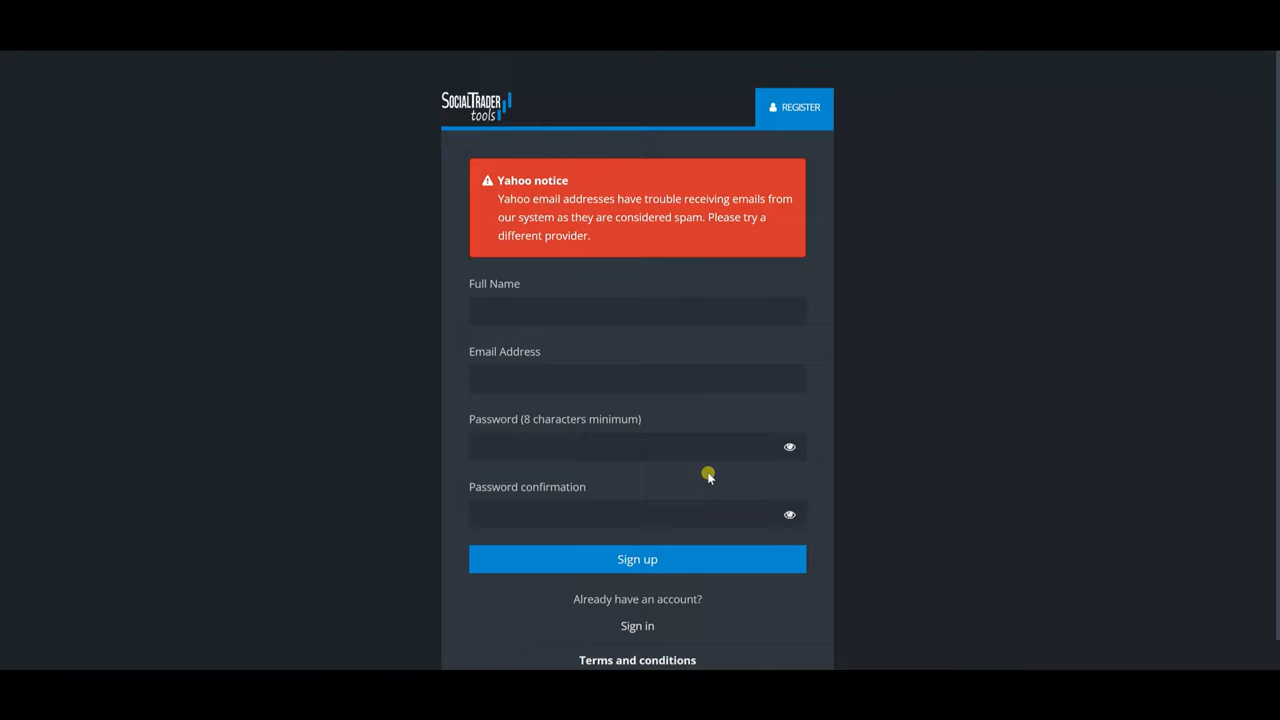 SOCIALTRADER
tools
REGISTER
Yahoo notice
Yahoo email addresses have trouble receiving emails from
our system as they are considered spam. Please try a
different provider.
Full Name
Email Address
Password (8 characters minimum)
Password confirmation
Sign up
Already have an account?
Sign in
Terms and conditions